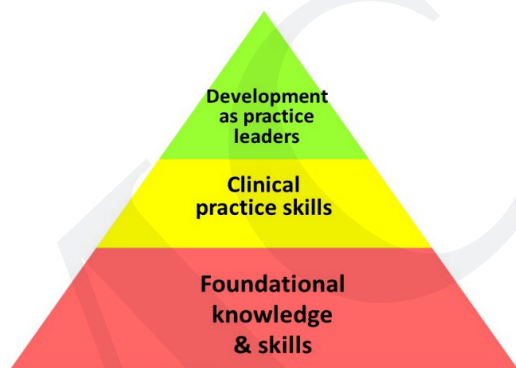 Development
as practice
leaders
Clinical
practice skills
Foundational
knowledge
& skills